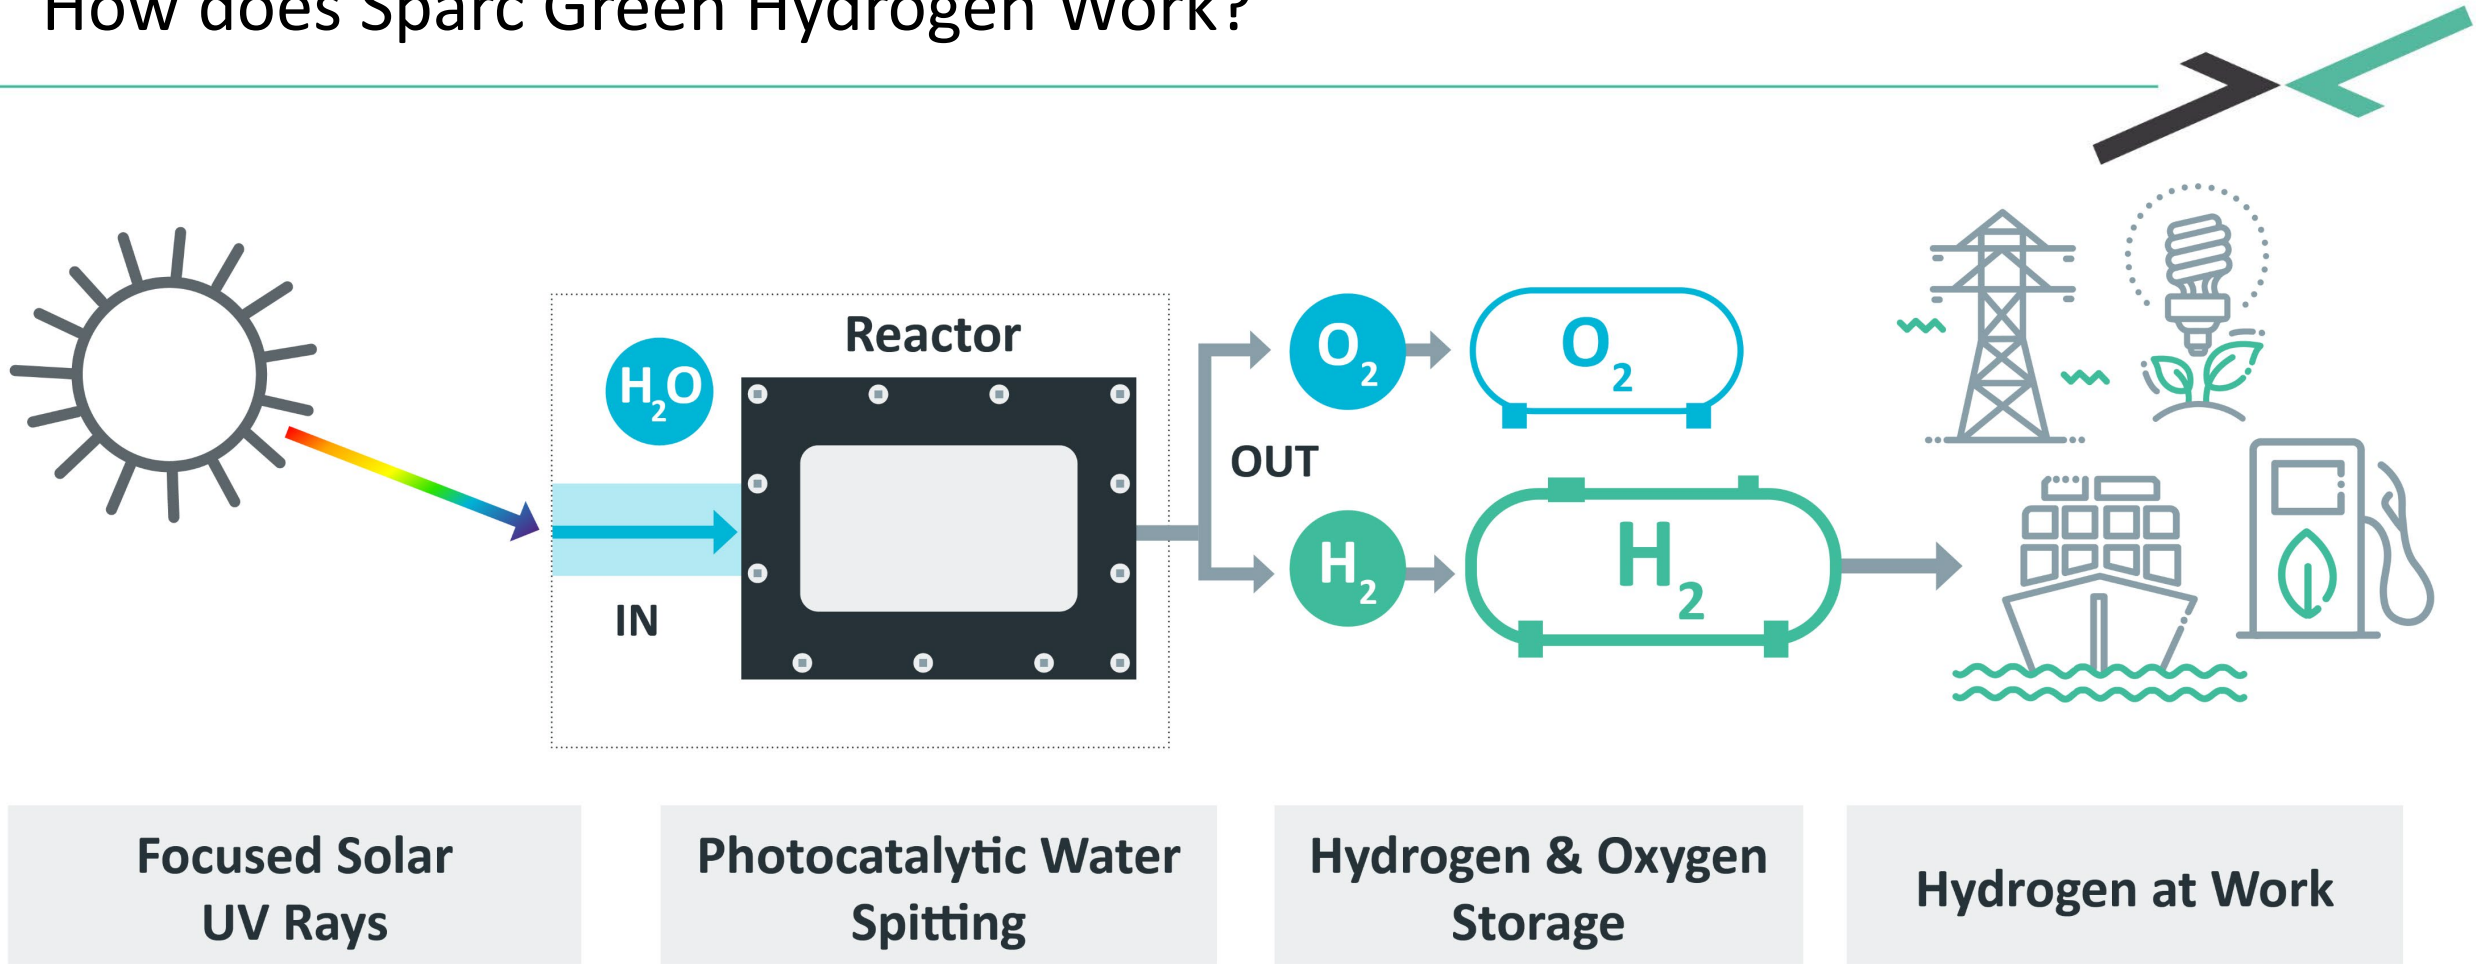 How does Sparc Green Hydrogen Work?
H2O
Reactor
IN
OUT
O2
O2
H2
H2
Focused Solar
UV Rays
Photocatalytic Water
Spitting
Hydrogen & Oxygen
Storage
Hydrogen at Work